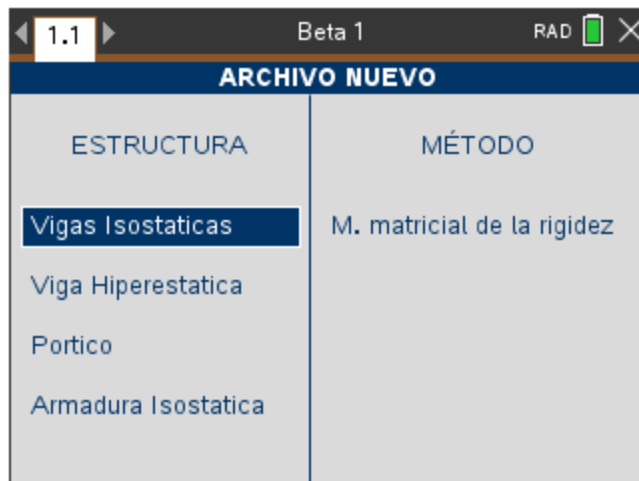 1.1 Beta 1 RAD
ARCHIVO NUEVO
ESTRUCTURA
Vigas Isostaticas
Viga Hiperestatica
Portico
Armadura Isostatica
MÉTODO
M. matricial de la rigidez